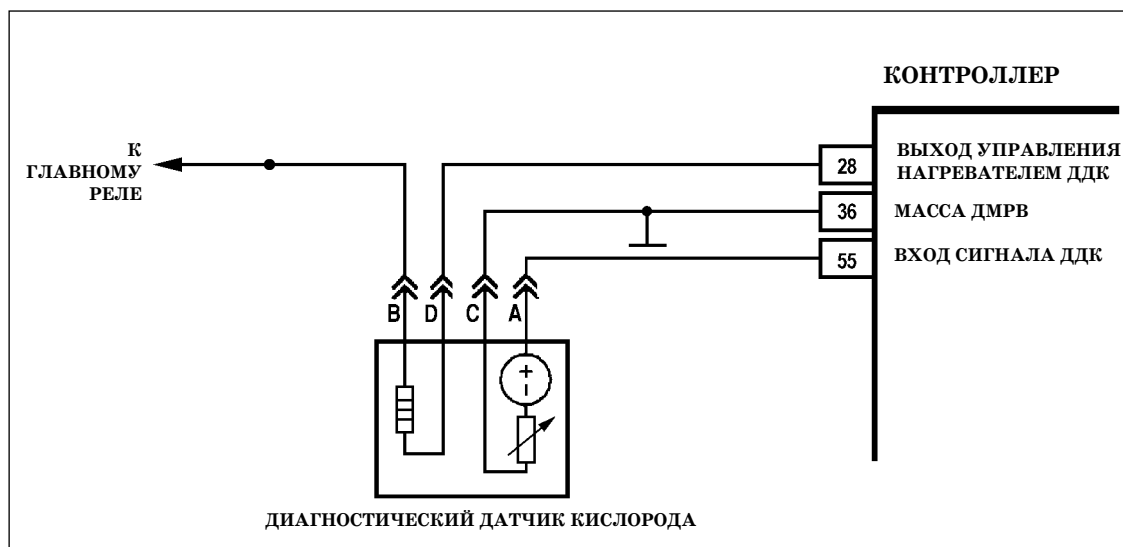 КОНТРОЛЛЕР
К
ГЛАВНОМУ
РЕЛЕ
28
ВЫХОД УПРАВЛЕНИЯ
НАГРЕВАТЕЛЕМ ДДК
36
МАССА ДМРВ
55
ВХОД СИГНАЛА ДДК
B
D
C
A
ДИАГНОСТИЧЕСКИЙ ДАТЧИК КИСЛОРОДА